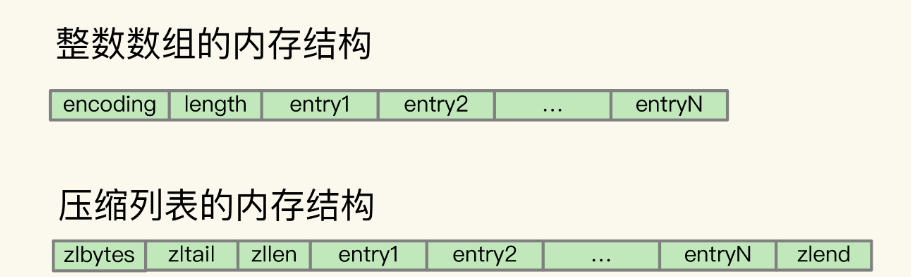 整数数组的内存结构
encoding length entry1 entry2 ... entryN
压缩列表的内存结构
zlbytes zltail zllen entry1 entry2 ... entryN zlend